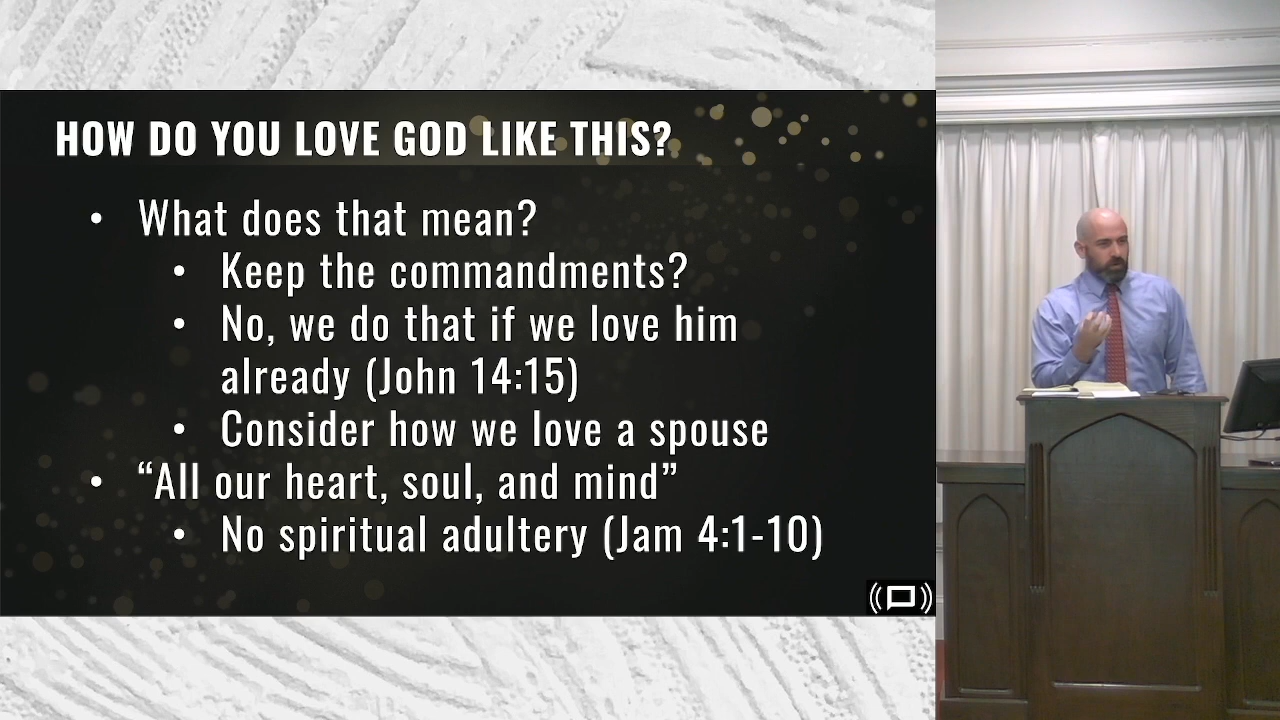 HOW DO YOU LOVE GOD LIKE THIS?
• What does that mean?
• Keep the commandments?
• No, we do that if we love him
already (John 14:15)
• Consider how we love a spouse
• “All our heart, soul, and mind”
• No spiritual adultery (Jam 4:1-10)